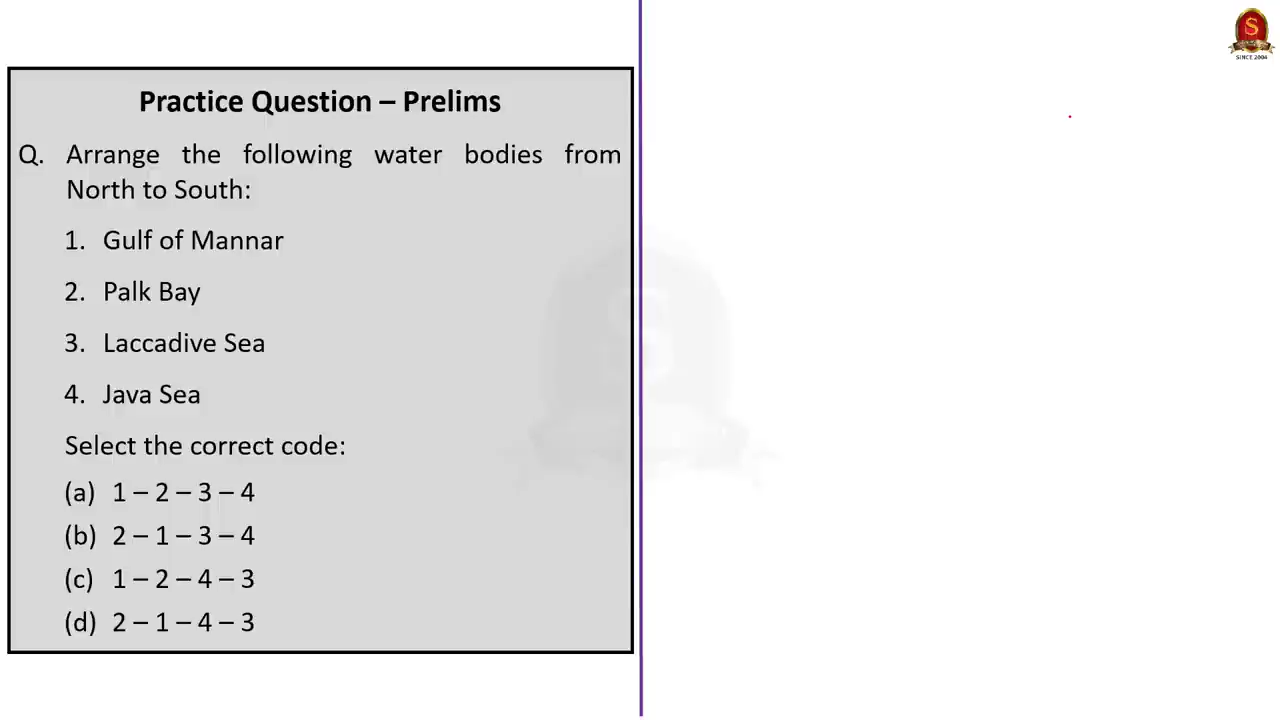 S
SINCE 2004
Practice Question – Prelims
Q. Arrange the following water bodies from
North to South:
1. Gulf of Mannar
2. Palk Bay
3. Laccadive Sea
4. Java Sea
Select the correct code:
(a) 1 – 2 – 3 – 4
(b) 2 – 1 – 3 – 4
(c) 1 – 2 – 4 – 3
(d) 2 – 1 – 4 – 3